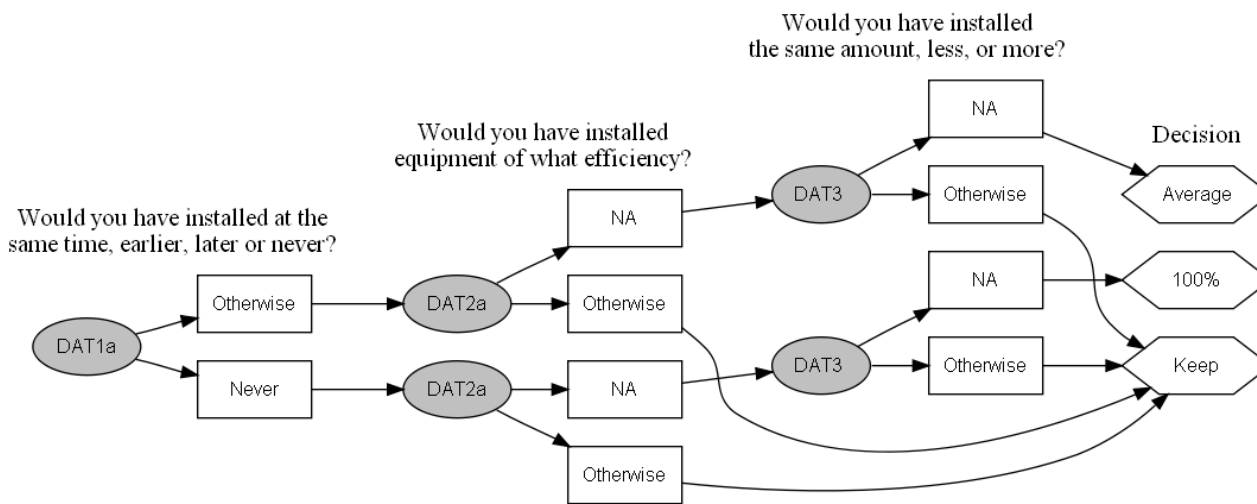 Would you have installed
the same amount, less, or more?
NA
Would you have installed
equipment of what efficiency?
Decision
DAT3
Otherwise
Average
NA
Would you have installed at the
same time, earlier, later or never?
NA
100%
Otherwise
DAT2a
Otherwise
DAT1a
DAT3
Otherwise
Keep
Never
DAT2a
NA
Otherwise